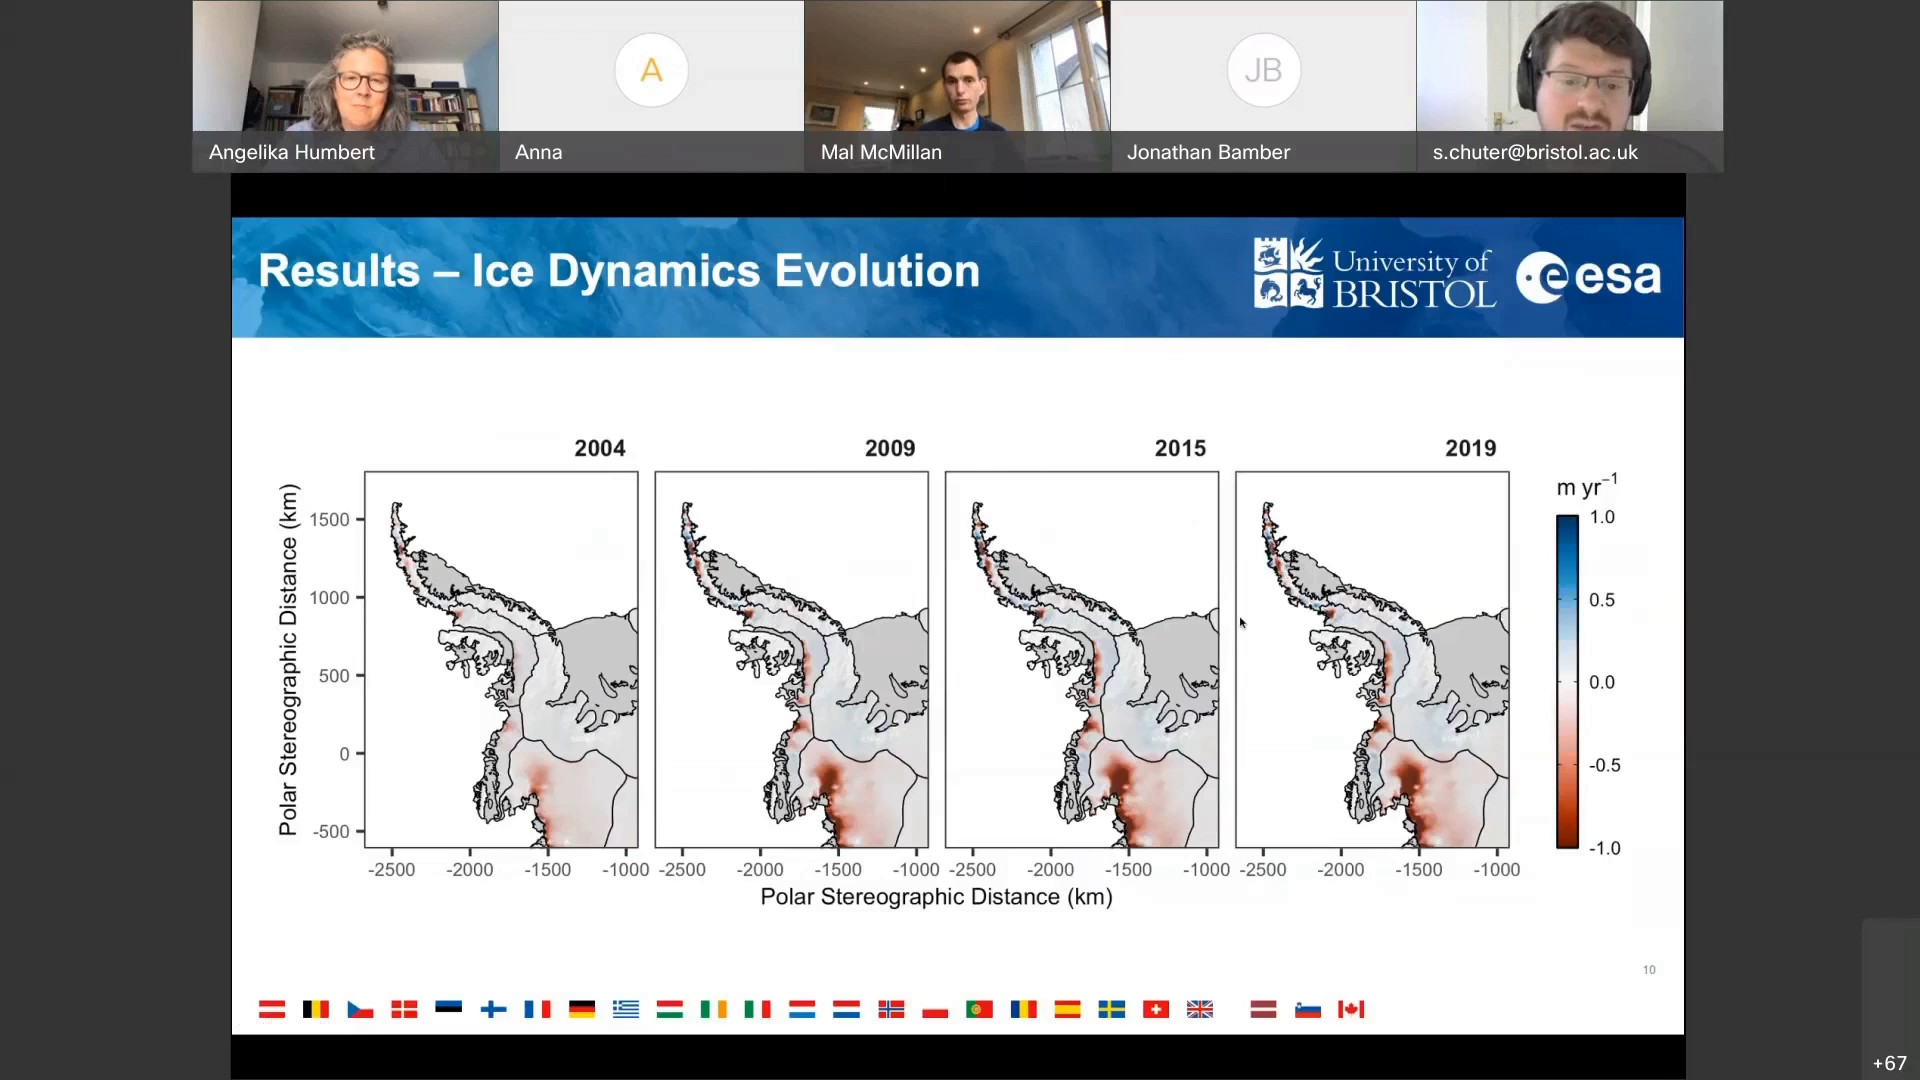 A
JB
Angelika Humbert
Anna
Mal McMillan
Jonathan Bamber
s.chuter@bristol.ac.uk
Results – Ice Dynamics Evolution
University of
BRISTOL
esa
2004
2009
2015
2019
m yr⁻¹
1.0
0.5
0.0
-0.5
-1.0
Polar Stereographic Distance (km)
1500
1000
500
0
-500
-2500 -2000 -1500 -1000
-2500 -2000 -1500 -1000
-2500 -2000 -1500 -1000
-2500 -2000 -1500 -1000
Polar Stereographic Distance (km)
10
+67